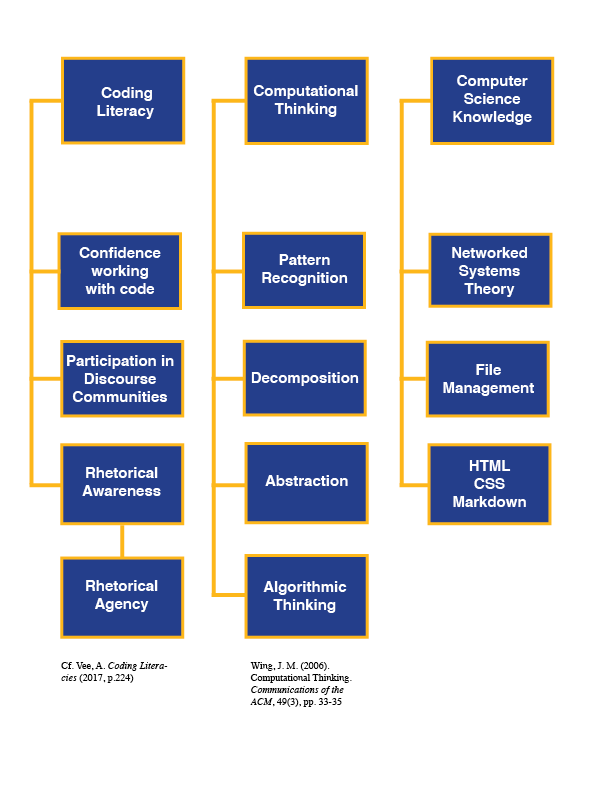 Coding
Literacy
Confidence
working
with code
Participation in
Discourse
Communities
Rhetorical
Awareness
Rhetorical
Agency
Cf. Vee, A. Coding Litera-
cies (2017, p.224)
Computational
Thinking
Pattern
Recognition
Decomposition
Abstraction
Algorithmic
Thinking
Wing, J. M. (2006).
Computational Thinking.
Communications of the
ACM, 49(3), pp. 33-35
Computer
Science
Knowledge
Networked
Systems
Theory
File
Management
HTML
CSS
Markdown